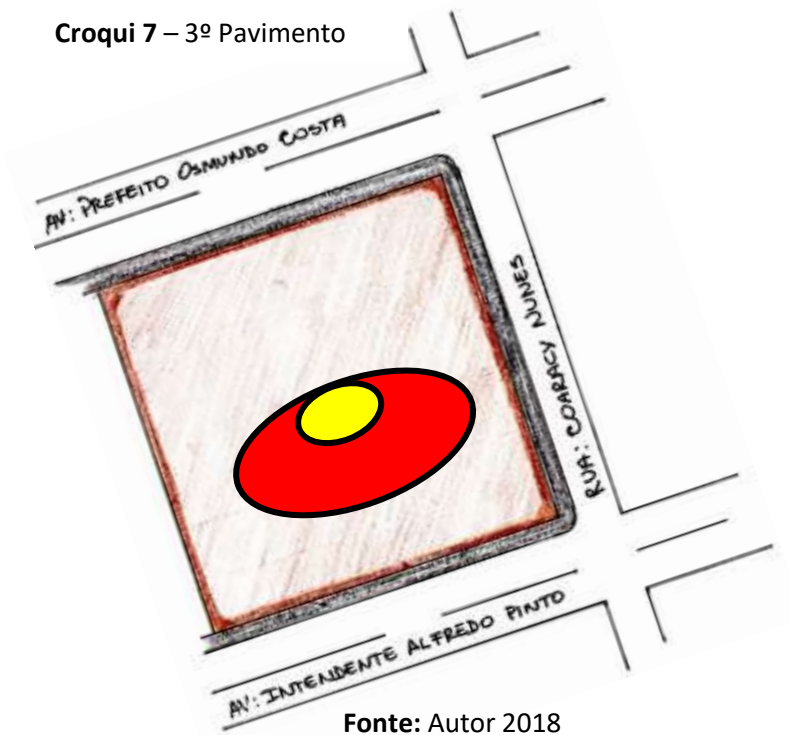 Croqui 7 – 3º Pavimento
AV: PREFEITO OSMUNDO COSTA
RUA: COARACY NUNES
AV: INTENDENTE ALFREDO PINTO
Fonte: Autor 2018